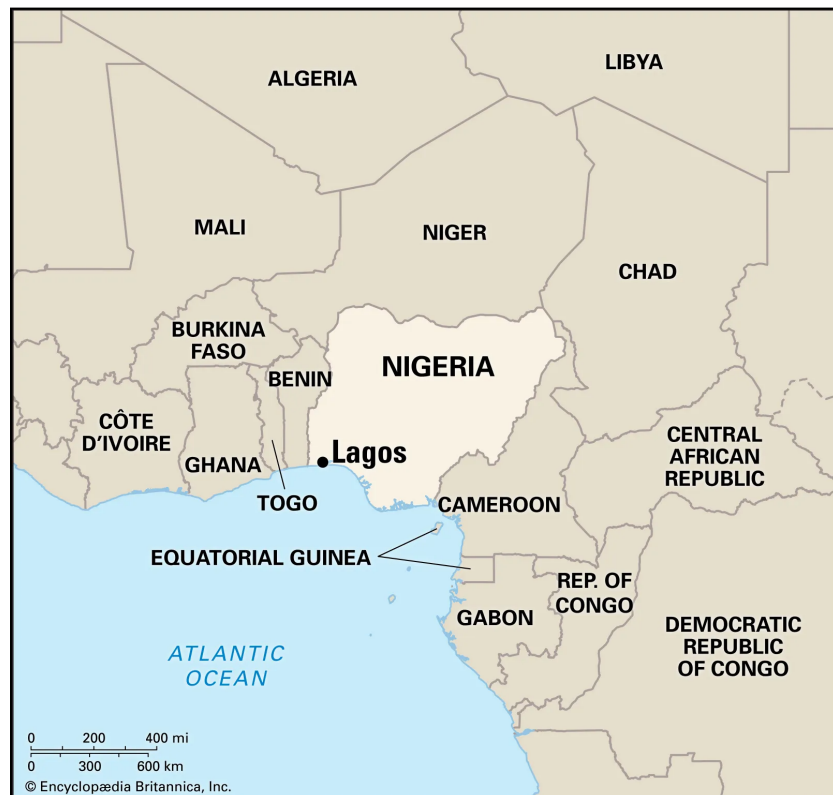 ALGERIA
LIBYA
MALI
NIGER
CHAD
BURKINA
FASO
NIGERIA
BENIN
CÔTE
D'IVOIRE
GHANA
Lagos
CENTRAL
AFRICAN
REPUBLIC
TOGO
CAMEROON
EQUATORIAL GUINEA
REP. OF
CONGO
GABON
DEMOCRATIC
REPUBLIC
OF CONGO
ATLANTIC
OCEAN
0 200 400 mi
0 300 600 km
© Encyclopædia Britannica, Inc.